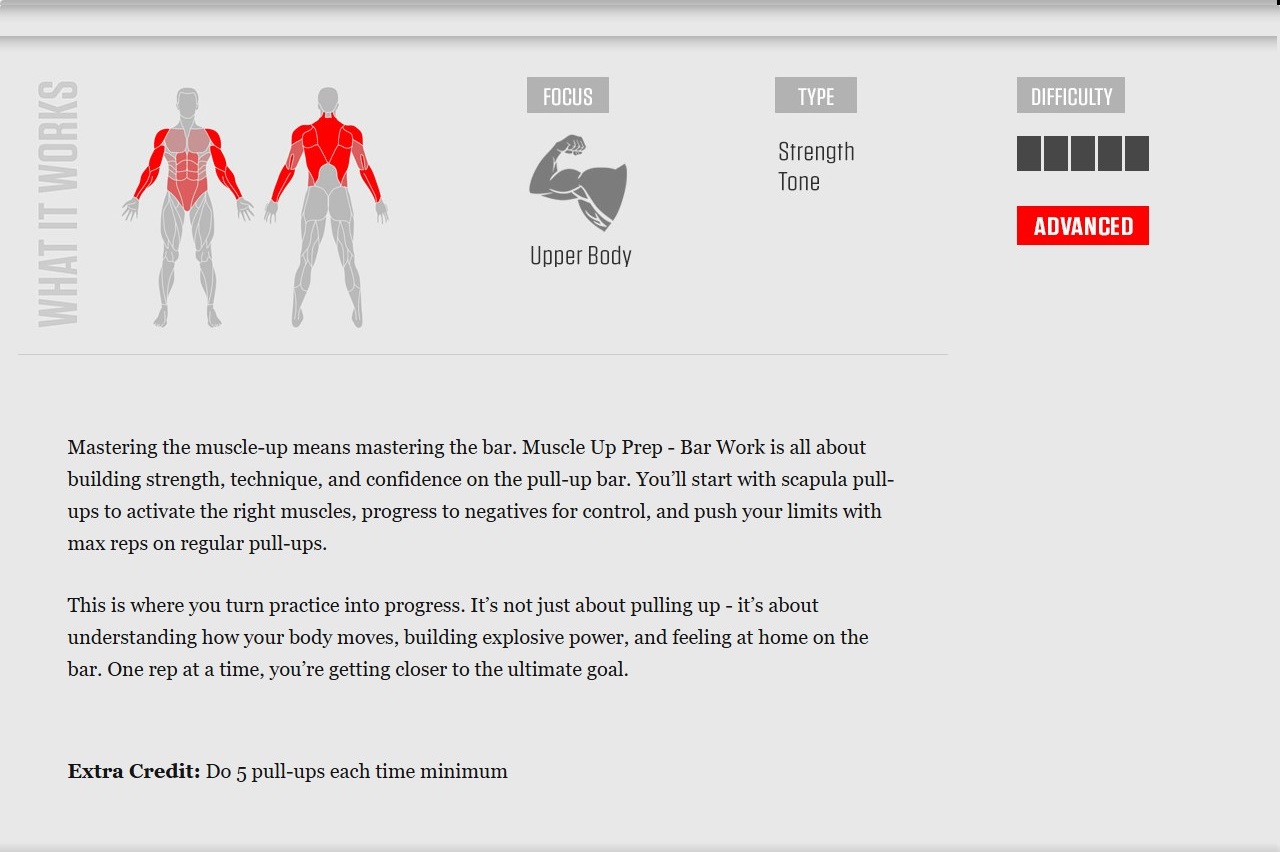 WHAT IT WORKS
FOCUS
Upper Body
TYPE
Strength
Tone
DIFFICULTY
ADVANCED
Mastering the muscle-up means mastering the bar. Muscle Up Prep - Bar Work is all about
building strength, technique, and confidence on the pull-up bar. You’ll start with scapula pull-
ups to activate the right muscles, progress to negatives for control, and push your limits with
max reps on regular pull-ups.
This is where you turn practice into progress. It’s not just about pulling up - it’s about
understanding how your body moves, building explosive power, and feeling at home on the
bar. One rep at a time, you’re getting closer to the ultimate goal.
Extra Credit: Do 5 pull-ups each time minimum